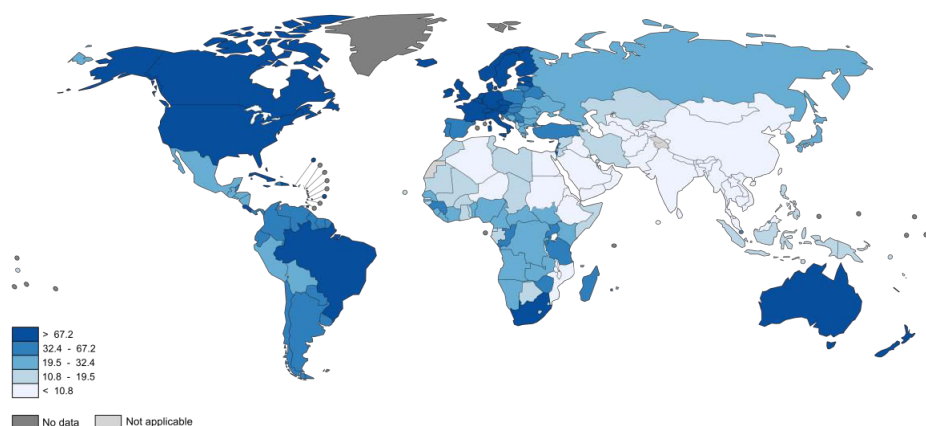 > 67.2
32.4 - 67.2
19.5 - 32.4
10.8 - 19.5
< 10.8
No data
Not applicable